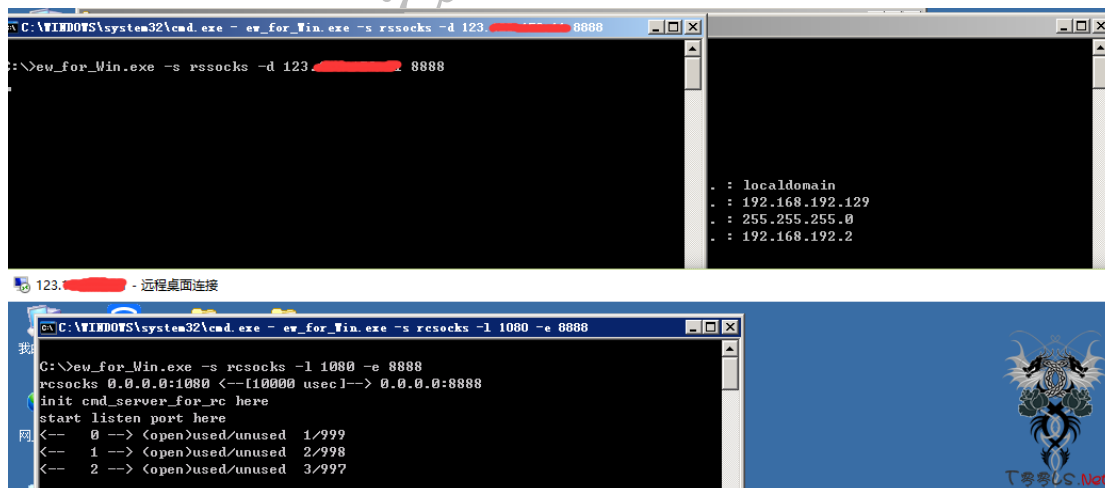 C:\WINDOWS\system32\cmd.exe - ew_for_Win.exe -s rssocks -d 123. 8888
:\>ew_for_Win.exe -s rssocks -d 123. 8888
. : localdomain
. : 192.168.192.129
. : 255.255.255.0
. : 192.168.192.2
123. - 远程桌面连接
C:\WINDOWS\system32\cmd.exe - ew_for_Win.exe -s rcsocks -l 1080 -e 8888
我
C:\>ew_for_Win.exe -s rcsocks -l 1080 -e 8888
rcsocks 0.0.0.0:1080 <--[10000 usec]--> 0.0.0.0:8888
init cmd_server_for_rc here
start listen port here
网
<-- 0 --> (open)used/unused 1/999
<-- 1 --> (open)used/unused 2/998
<-- 2 --> (open)used/unused 3/997